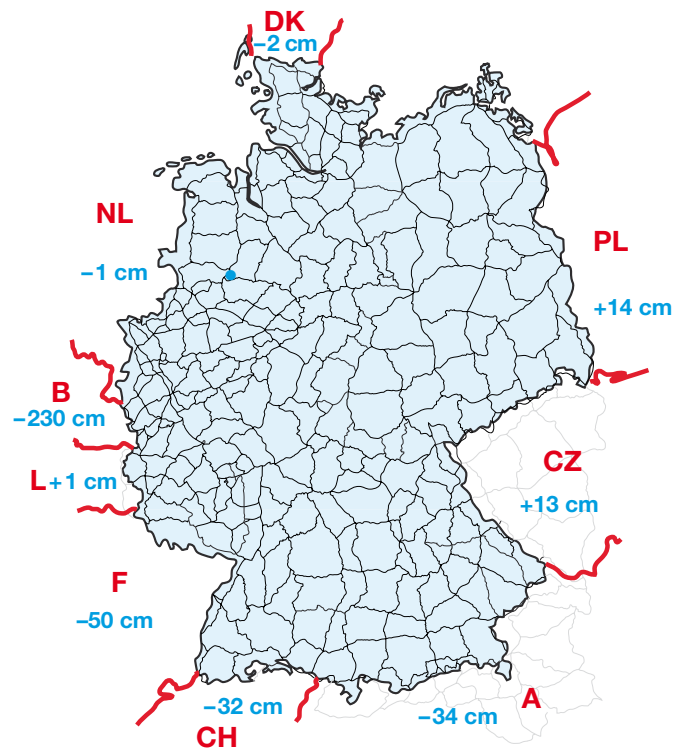 DK
−2 cm
NL
−1 cm
PL
+14 cm
B
−230 cm
L +1 cm
CZ
+13 cm
F
−50 cm
A
−34 cm
−32 cm
CH